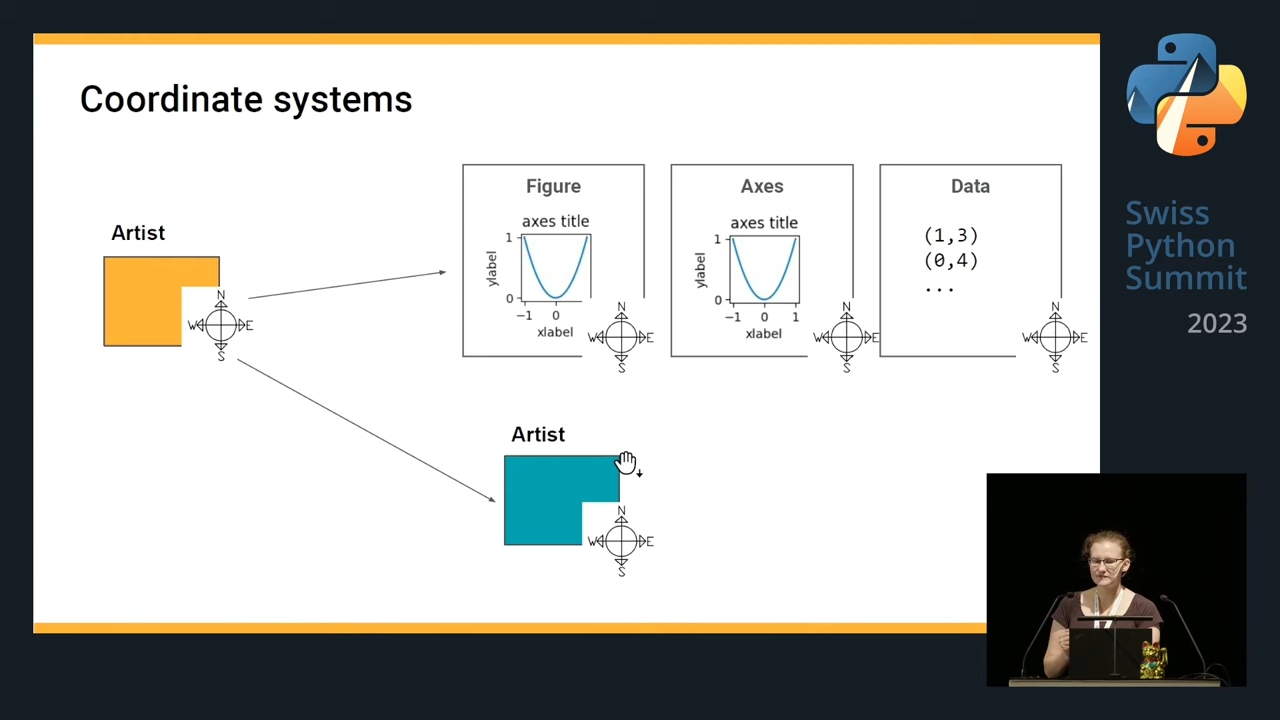 Coordinate systems
Artist
N
W E
S
Figure
axes title
1
ylabel
0
−1 0
xlabel
N
W E
S
Axes
axes title
1
ylabel
0
−1 0 1
xlabel
N
W E
S
Data
(1,3)
(0,4)
...
N
W E
S
Artist
N
W E
S
Swiss
Python
Summit
2023